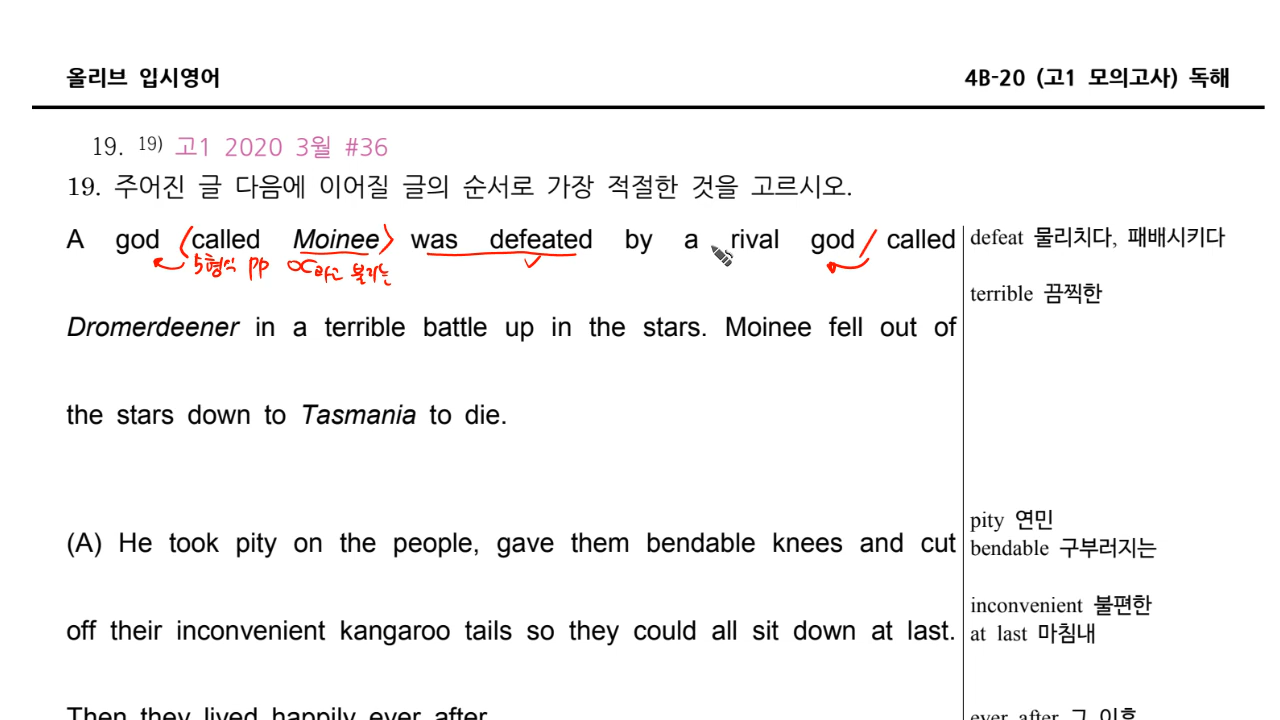 올리브 입시영어
4B-20 (고1 모의고사) 독해
19. 19) 고1 2020 3월 #36
19. 주어진 글 다음에 이어질 글의 순서로 가장 적절한 것을 고르시오.
A god called Moinee was defeated by a rival god called
5형식 pp ∝라고 불리는
Dromerdeener in a terrible battle up in the stars. Moinee fell out of
the stars down to Tasmania to die.
(A) He took pity on the people, gave them bendable knees and cut
off their inconvenient kangaroo tails so they could all sit down at last.
Then they lived happily ever after.
defeat 물리치다, 패배시키다
terrible 끔찍한
pity 연민
bendable 구부러지는
inconvenient 불편한
at last 마침내
ever after 그 이후